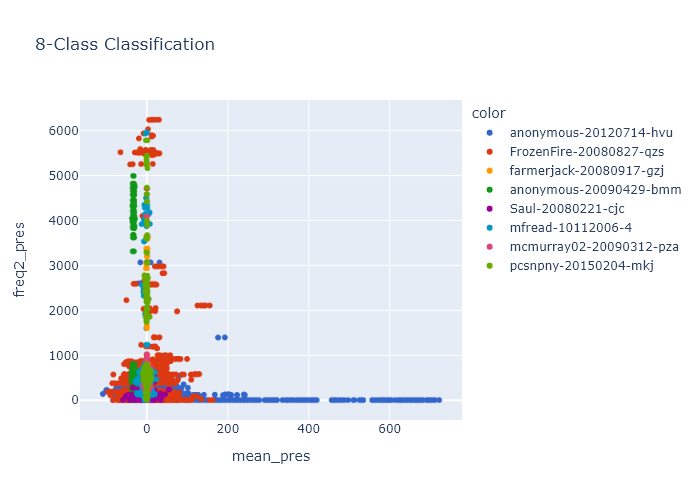 8-Class Classification
color
anonymous-20120714-hvu
FrozenFire-20080827-qzs
farmerjack-20080917-gzj
anonymous-20090429-bmm
Saul-20080221-cjc
mfread-10112006-4
mcmurray02-20090312-pza
pcsnpny-20150204-mkj
freq2_pres
6000
5000
4000
3000
2000
1000
0
0
200
400
600
mean_pres